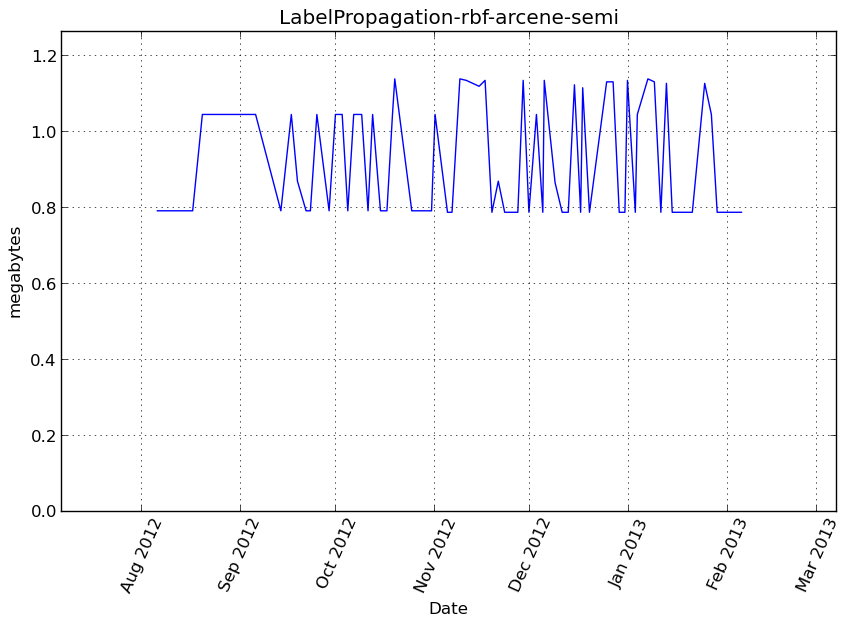 LabelPropagation-rbf-arcene-semi
megabytes
1.2
1.0
0.8
0.6
0.4
0.2
0.0
Aug 2012
Sep 2012
Oct 2012
Nov 2012
Dec 2012
Jan 2013
Feb 2013
Mar 2013
Date